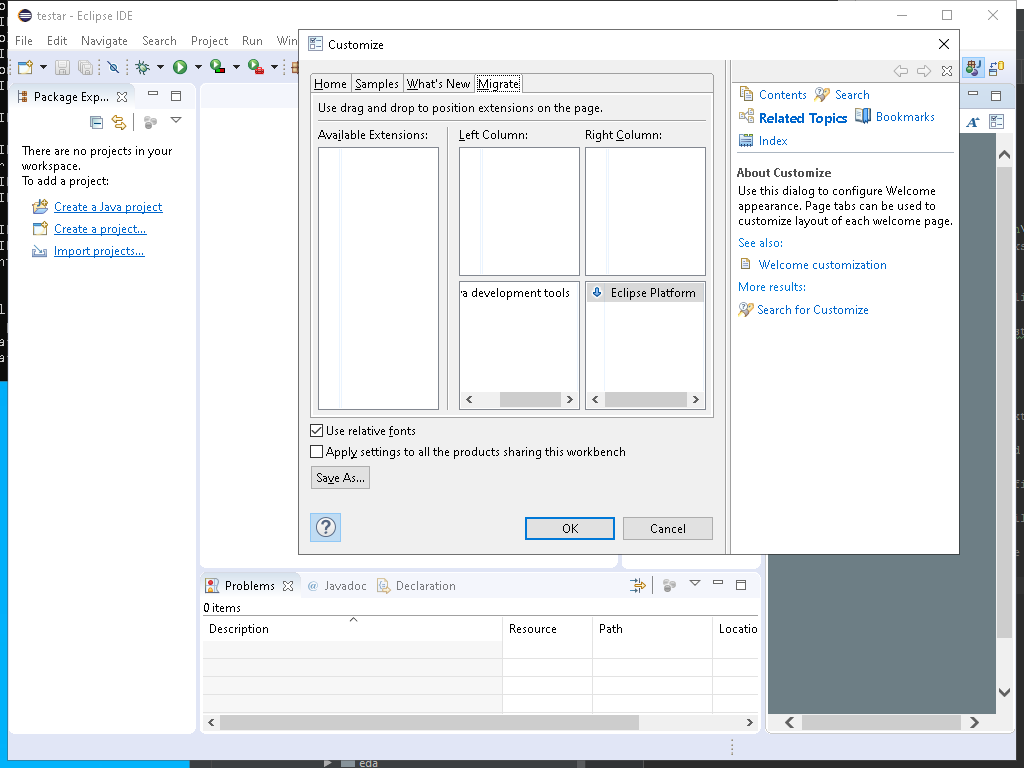 testar - Eclipse IDE
File Edit Navigate Search Project Run Win
Package Exp...
There are no projects in your
workspace.
To add a project:
Create a Java project
Create a project...
Import projects...
Customize
Home Samples What's New Migrate
Use drag and drop to position extensions on the page.
Available Extensions: Left Column: Right Column:
a development tools
Eclipse Platform
Use relative fonts
Apply settings to all the products sharing this workbench
Save As...
OK Cancel
Contents Search
Related Topics Bookmarks
Index
About Customize
Use this dialog to configure Welcome
appearance. Page tabs can be used to
customize layout of each welcome page.
See also:
Welcome customization
More results:
Search for Customize
Problems @ Javadoc Declaration
0 items
Description Resource Path Locatio
eda